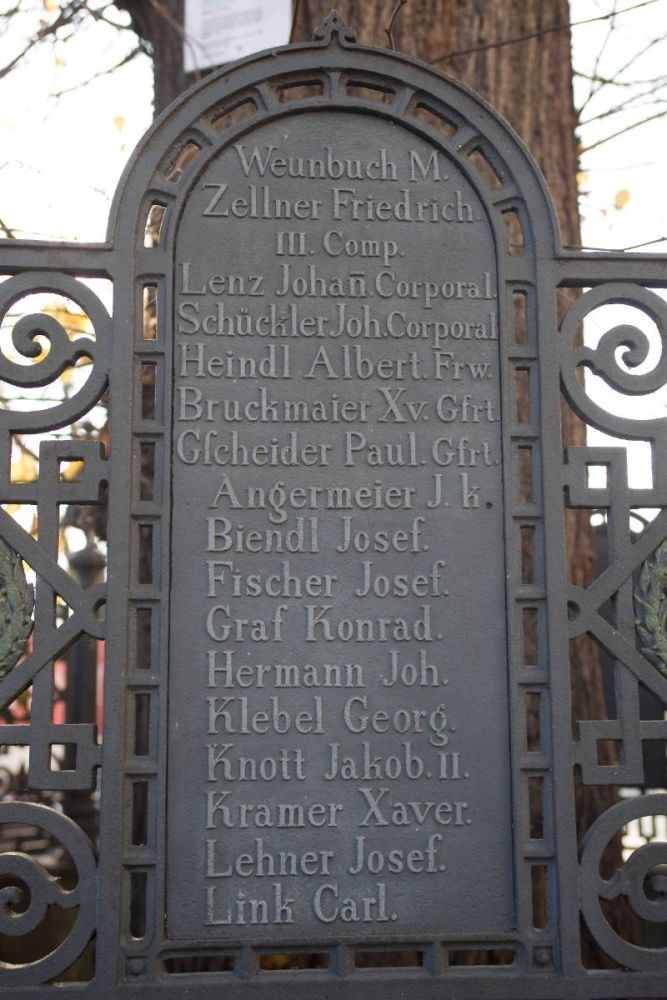 Weunbuch M.
Zellner Friedrich.
III. Comp.
Lenz Johan̄ Corporal.
Schückler Joh. Corporal
Heindl Albert. Frw.
Bruckmaier Xv. Gfrt.
Gſcheider Paul. Gfrt.
Angermeier J. k.
Biendl Josef.
Fischer Josef.
Graf Konrad.
Hermann Joh.
Klebel Georg.
Knott Jakob. II.
Kramer Xaver.
Lehner Josef.
Link Carl.